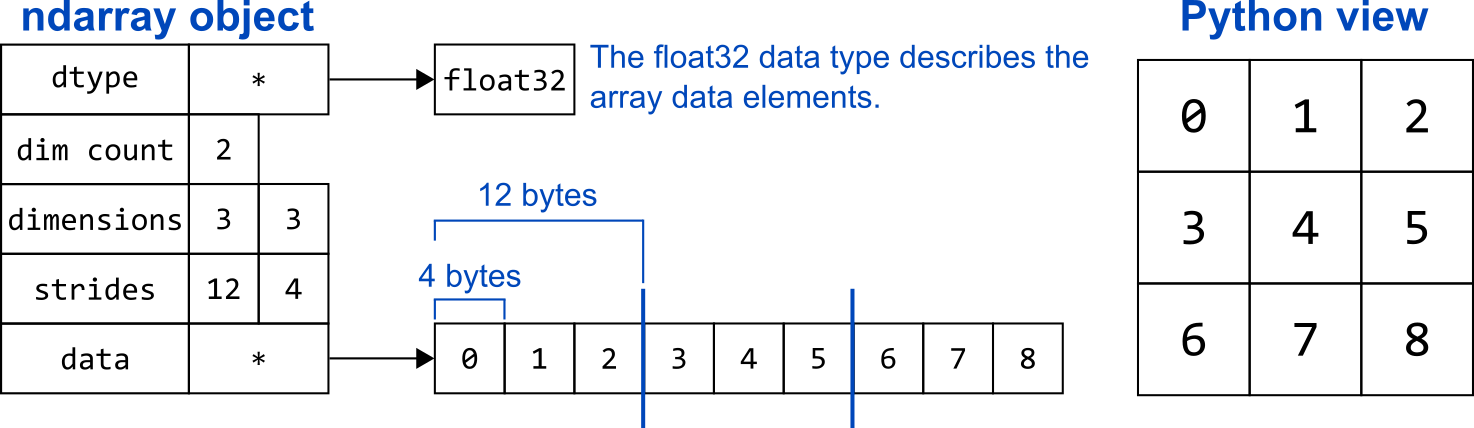 ndarray object
Python view
dtype *
float32
The float32 data type describes the
array data elements.
dim count 2
dimensions 3 3
strides 12 4
data *
12 bytes
4 bytes
0 1 2 3 4 5 6 7 8
0 1 2
3 4 5
6 7 8